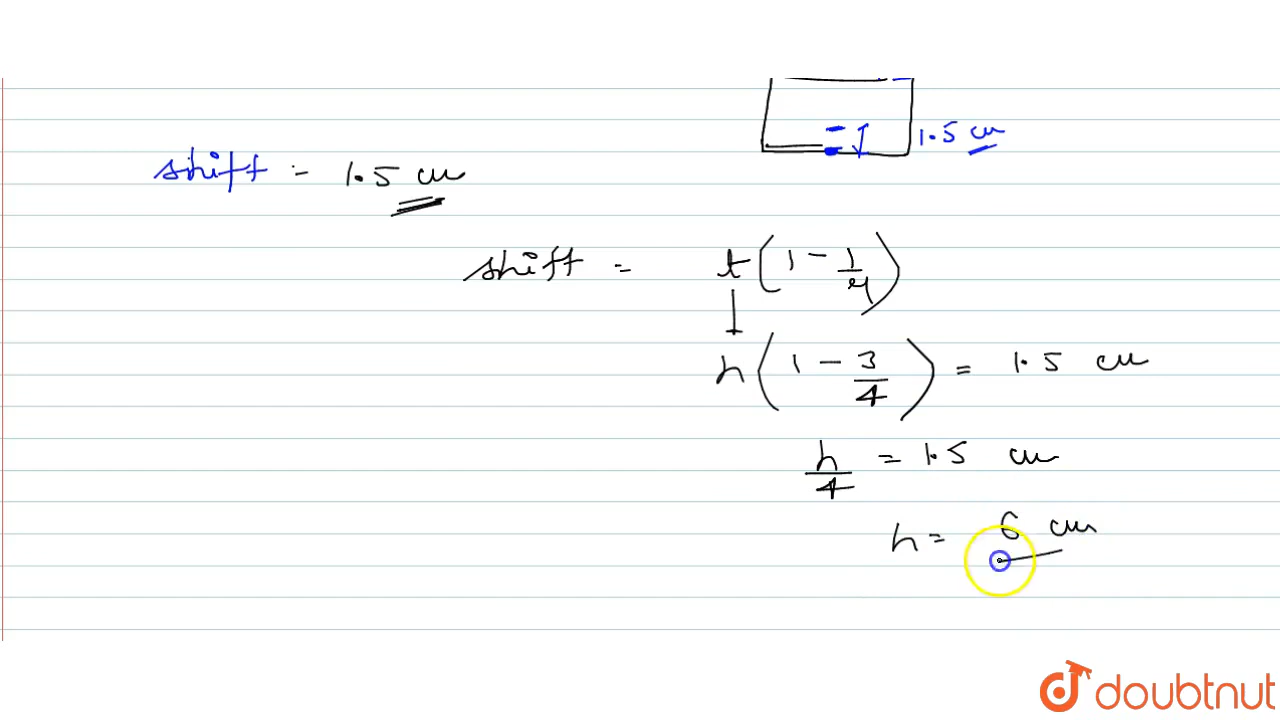 1.5 cm
shift = 1.5 cm
shift = t(1 - 1/μ)
h(1 - 3/4) = 1.5 cm
h/4 = 1.5 cm
h = 6 cm
doubtnut